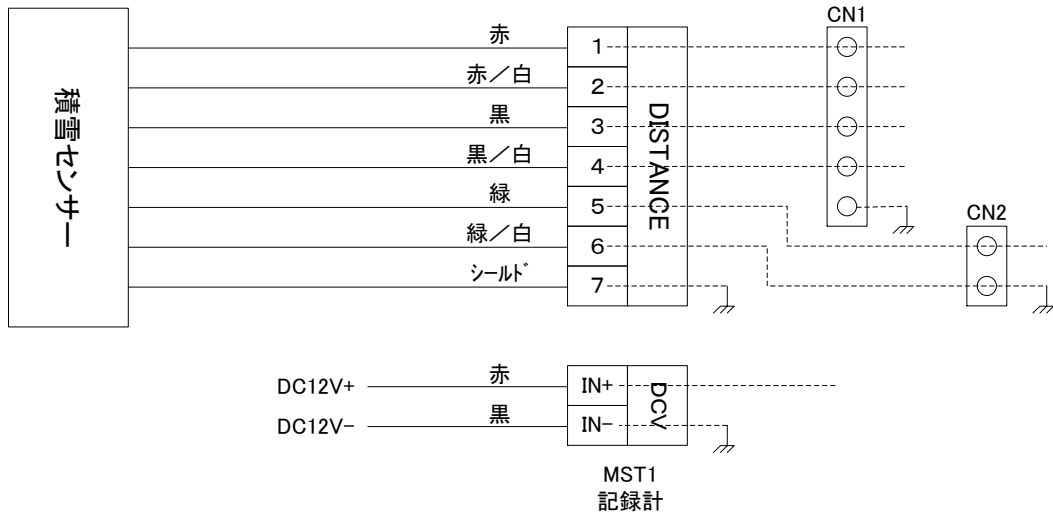 CN1
赤
1
赤／白
2
黒
3
黒／白
4
緑
5
緑／白
6
シールド
7
積雪センサー
DISTANCE
CN2
DC12V+
赤
IN+
DC12V-
黒
IN-
DCV
MST1
記録計